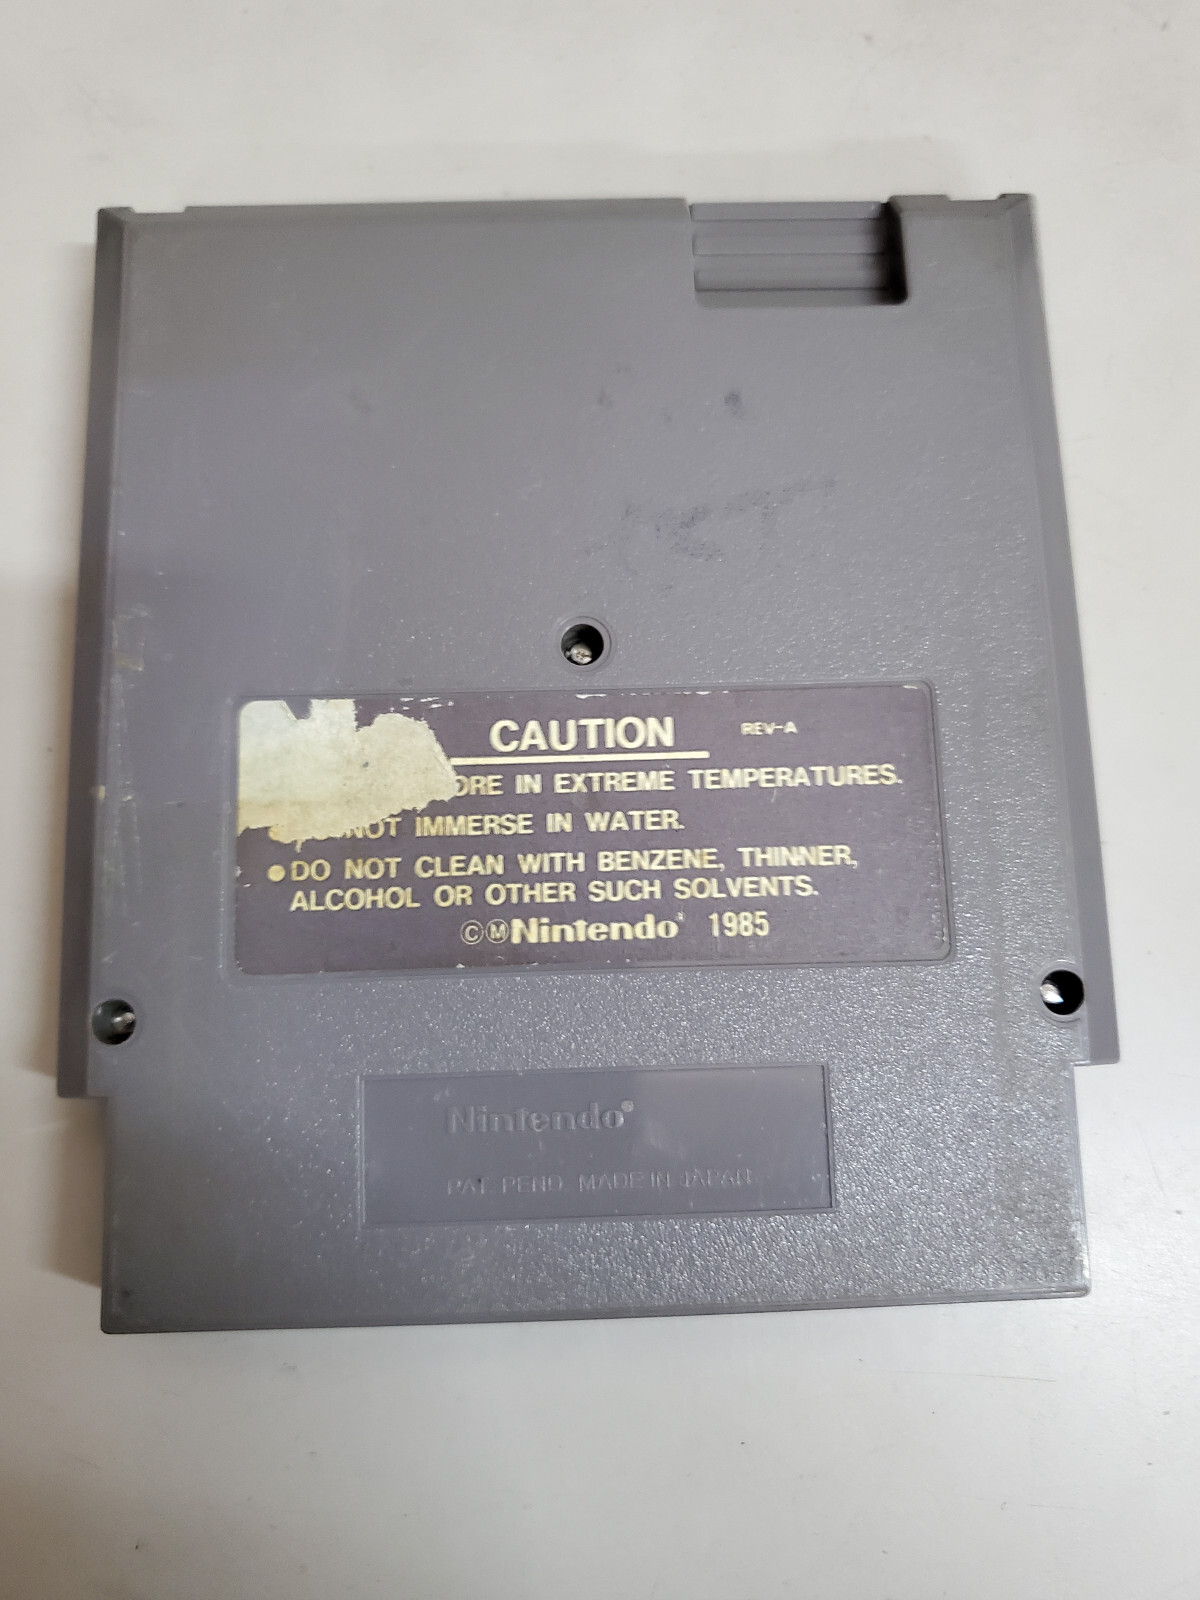 CAUTION REV-A
ORE IN EXTREME TEMPERATURES.
NOT IMMERSE IN WATER.
●DO NOT CLEAN WITH BENZENE, THINNER,
ALCOHOL OR OTHER SUCH SOLVENTS.
ⒸⓂNintendo® 1985
Nintendo®
PAT. PEND. MADE IN JAPAN